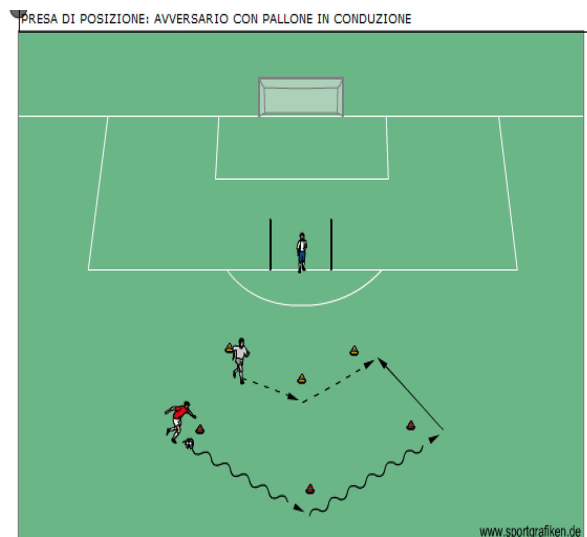 PRESA DI POSIZIONE: AVVERSARIO CON PALLONE IN CONDUZIONE
www.sportgrafiken.de